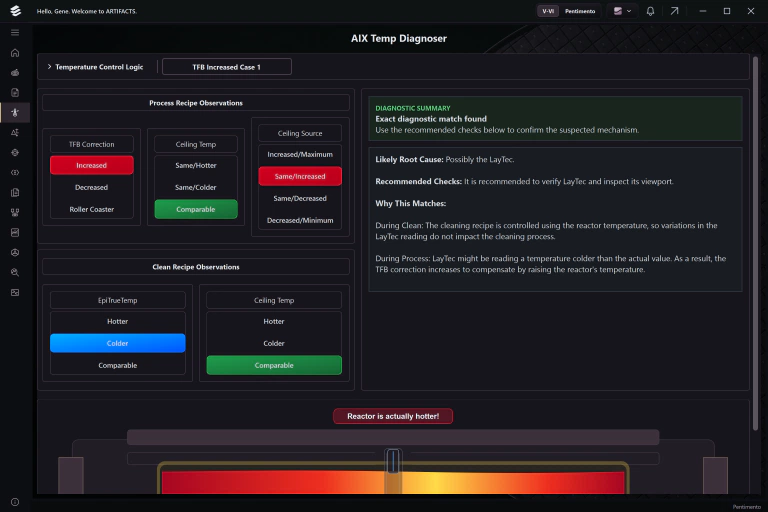 Hello, Gene. Welcome to ARTIFACTS.
V-VI
Pentimento
AIX Temp Diagnoser
Temperature Control Logic
TFB Increased Case 1
Process Recipe Observations
TFB Correction
Increased
Decreased
Roller Coaster
Ceiling Temp
Same/Hotter
Same/Colder
Comparable
Ceiling Source
Increased/Maximum
Same/Increased
Same/Decreased
Decreased/Minimum
Clean Recipe Observations
EpiTrueTemp
Hotter
Colder
Comparable
Ceiling Temp
Hotter
Colder
Comparable
DIAGNOSTIC SUMMARY
Exact diagnostic match found
Use the recommended checks below to confirm the suspected mechanism.
Likely Root Cause: Possibly the LayTec.
Recommended Checks: It is recommended to verify LayTec and inspect its viewport.
Why This Matches:
During Clean: The cleaning recipe is controlled using the reactor temperature, so variations in the
LayTec reading do not impact the cleaning process.
During Process: LayTec might be reading a temperature colder than the actual value. As a result, the
TFB correction increases to compensate by raising the reactor's temperature.
Reactor is actually hotter!
Pentimento